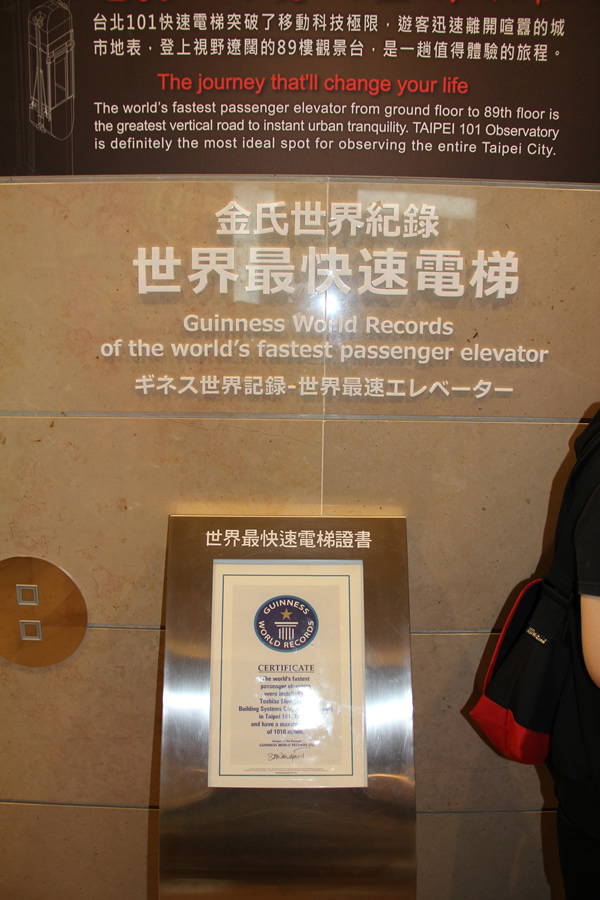 台北101快速電梯突破了移動科技極限，遊客迅速離開喧囂的城
市地表，登上視野遼闊的89樓觀景台，是一趟值得體驗的旅程。
The journey that'll change your life
The world's fastest passenger elevator from ground floor to 89th floor is
the greatest vertical road to instant urban tranquility. TAIPEI 101 Observatory
is definitely the most ideal spot for observing the entire Taipei City.
金氏世界紀錄
世界最快速電梯
Guinness World Records
of the world's fastest passenger elevator
ギネス世界記録-世界最速エレベーター
世界最快速電梯證書
GUINNESS
WORLD RECORDS
CERTIFICATE
The world's fastest
passenger elevators
were installed
Toshiba
Building Systems
in Taipei 101,
and have a
of 1010
GUINNESS WORLD RECORDS